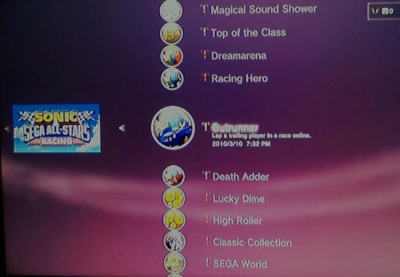 Magical Sound Shower
Top of the Class
Dreamarena
Racing Hero
SONIC
SEGA ALL-STARS
RACING
Outrunner
Lap a trailing player in a race online.
2010/3/10 7:32 PM
Death Adder
Lucky Dime
High Roller
Classic Collection
SEGA World